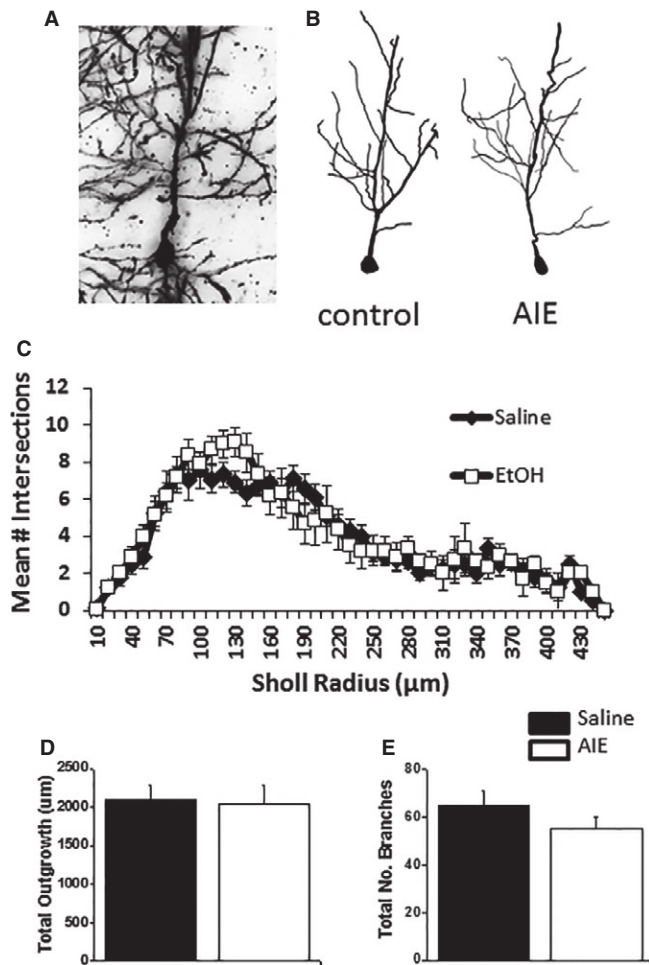 A
B
control
AIE
C
Mean # Intersections
12
10
8
6
4
2
0
Saline
EtOH
10
40
70
100
130
160
190
220
250
280
310
340
370
400
430
Sholl Radius (µm)
Saline
AIE
D
Total Outgrowth (um)
2500
2000
1500
1000
500
0
E
Total No. Branches
80
60
40
20
0